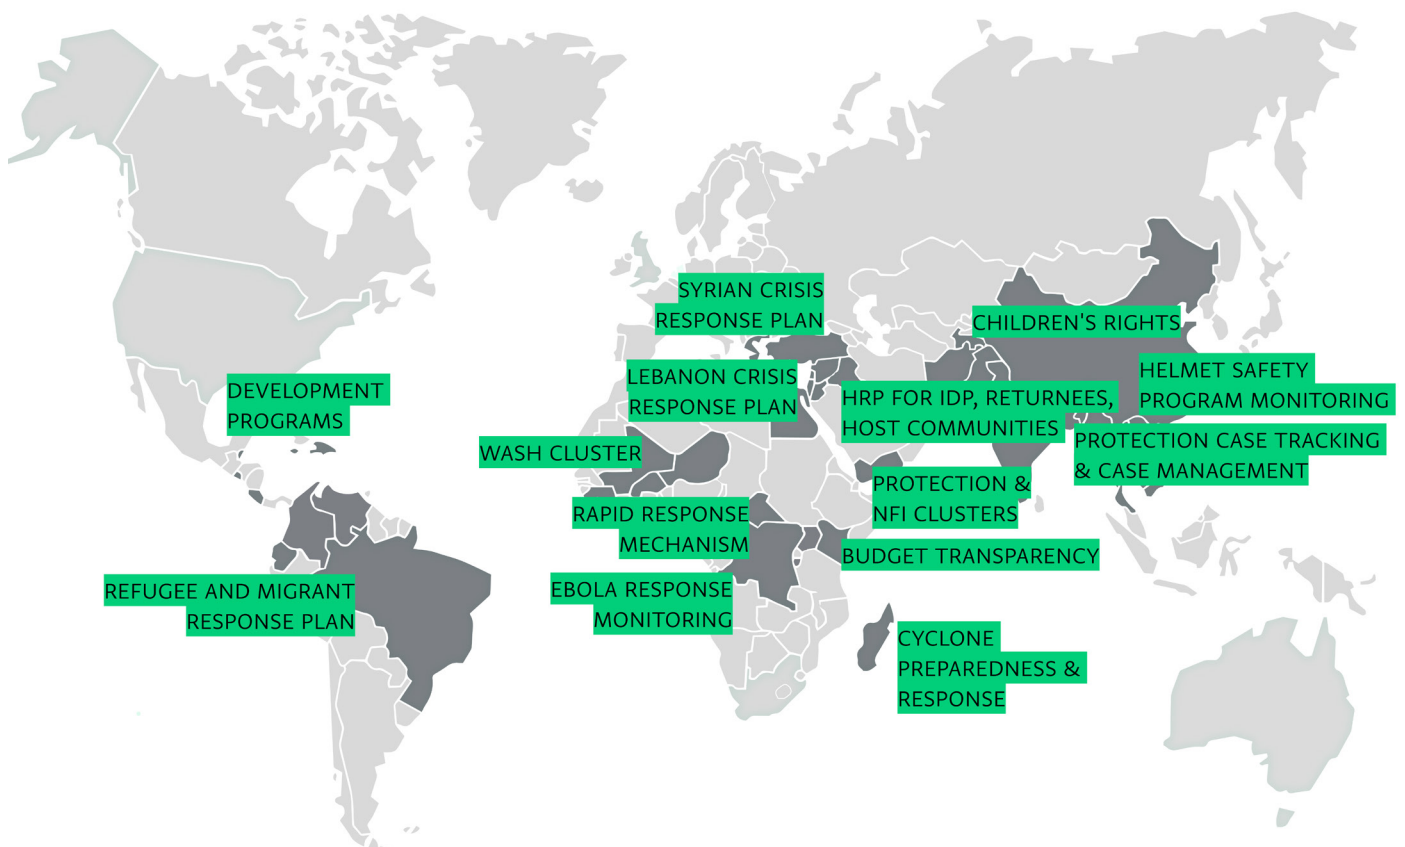 SYRIAN CRISIS
RESPONSE PLAN
CHILDREN'S RIGHTS
LEBANON CRISIS
RESPONSE PLAN
HELMET SAFETY
PROGRAM MONITORING
DEVELOPMENT
PROGRAMS
HRP FOR IDP, RETURNEES,
HOST COMMUNITIES
PROTECTION CASE TRACKING
& CASE MANAGEMENT
WASH CLUSTER
PROTECTION &
NFI CLUSTERS
RAPID RESPONSE
MECHANISM
BUDGET TRANSPARENCY
REFUGEE AND MIGRANT
RESPONSE PLAN
EBOLA RESPONSE
MONITORING
CYCLONE
PREPAREDNESS &
RESPONSE